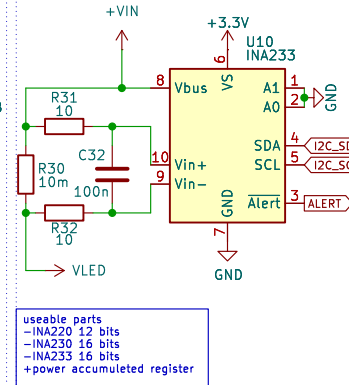 +VIN
+3.3V
U10
INA233
R31
10
8
Vbus
6
VS
A1
1
A0
2
GND
C32
100n
R30
10m
10
Vin+
9
Vin-
SDA
4
SCL
5
R32
10
GND
7
Alert
3
ALERT
VLED
GND
useable parts
-INA220 12 bits
-INA230 16 bits
-INA233 16 bits
+power accumuleted register